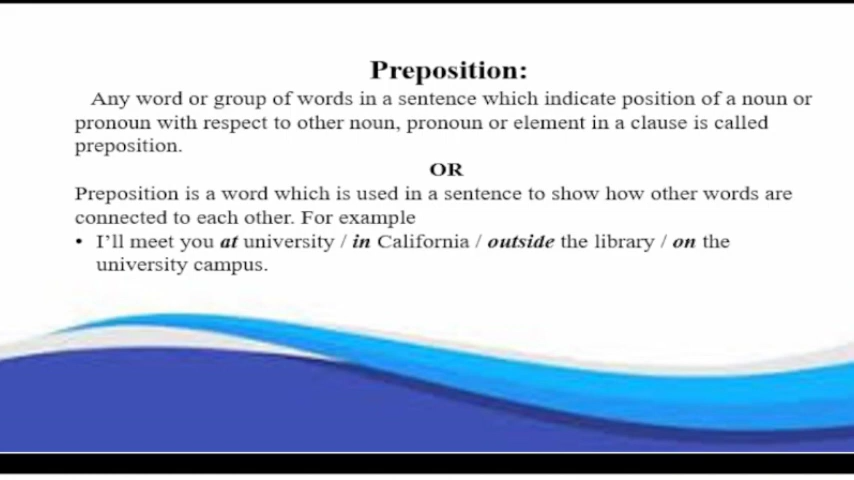 Preposition:
Any word or group of words in a sentence which indicate position of a noun or
pronoun with respect to other noun, pronoun or element in a clause is called
preposition.
OR
Preposition is a word which is used in a sentence to show how other words are
connected to each other. For example
• I’ll meet you at university / in California / outside the library / on the
university campus.